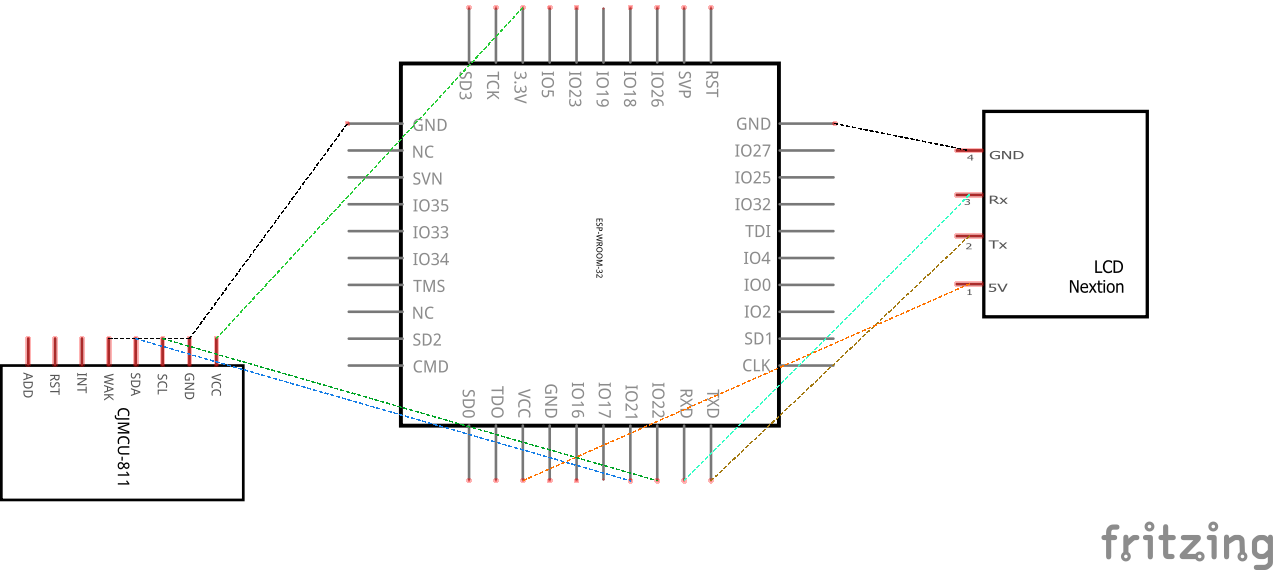 SD3
TCK
3.3V
IO5
IO23
IO19
IO18
IO26
SVP
RST
GND
NC
SVN
IO35
IO33
IO34
TMS
NC
SD2
CMD
ESP-WROOM-32
GND
IO27
IO25
IO32
TDI
IO4
IO0
IO2
SD1
CLK
SD0
TDO
VCC
GND
IO16
IO17
IO21
IO22
RXD
TXD
4 GND
3 Rx
2 Tx
1 5V
LCD
Nextion
ADD
RST
INT
WAK
SDA
SCL
GND
VCC
CJMCU-811
fritzing